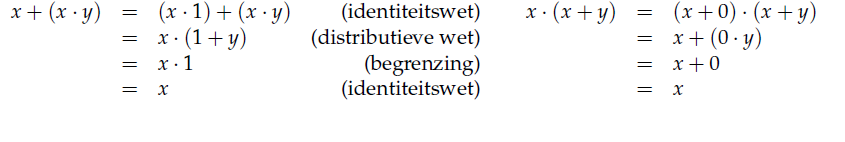 x + (x · y) = (x · 1) + (x · y) (identiteitswet) x · (x + y) = (x + 0) · (x + y)
= x · (1 + y) (distributieve wet) = x + (0 · y)
= x · 1 (begrenzing) = x + 0
= x (identiteitswet) = x